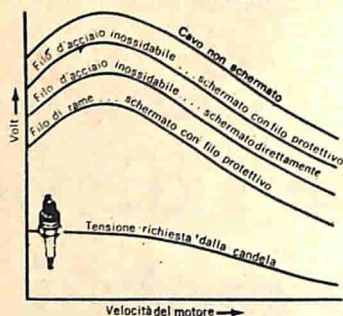 Cavo non schermato
Filo d'acciaio inossidabile ... schermato con filo protettivo
Filo d'acciaio inossidabile ... schermato direttamente
Filo di rame ... schermato con filo protettivo
Tensione richiesta dalla candela
Volt
Velocità del motore